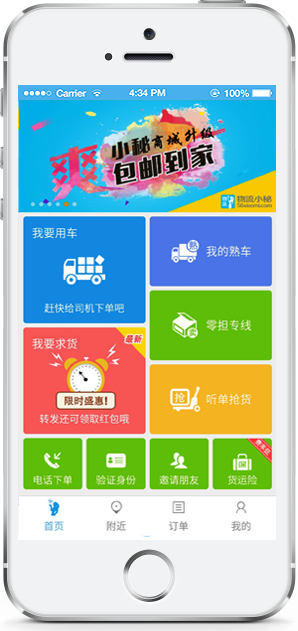 Carrier
4:34 PM
100%
爽
小秘商城升级
包邮到家
物流小秘
56xiaomi.com
我要用车
赶快给司机下单吧
我的熟车
熟
零担专线
我要求货
最新
限时盛惠!
转发还可领取红包哦
抢
听单抢货
电话下单
验证身份
邀请朋友
货运险
首页
附近
订单
我的